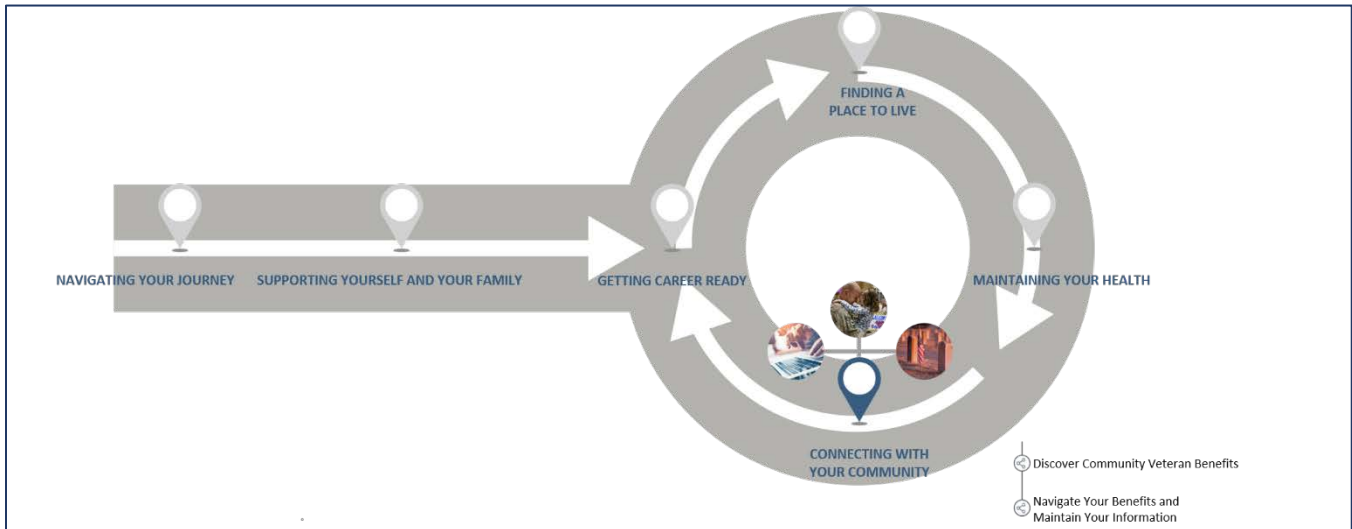 FINDING A
PLACE TO LIVE
NAVIGATING YOUR JOURNEY
SUPPORTING YOURSELF AND YOUR FAMILY
GETTING CAREER READY
MAINTAINING YOUR HEALTH
CONNECTING WITH
YOUR COMMUNITY
Discover Community Veteran Benefits
Navigate Your Benefits and
Maintain Your Information